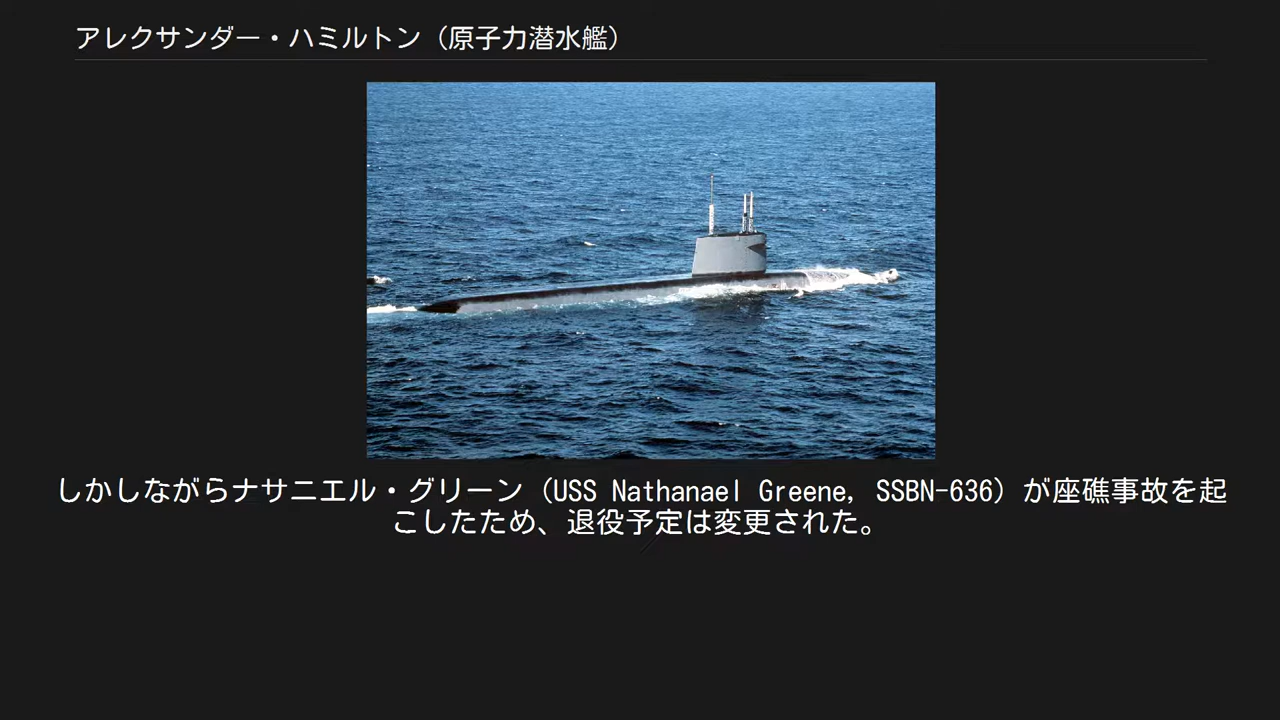 アレクサンダー・ハミルトン（原子力潜水艦）
しかしながらナサニエル・グリーン（USS Nathanael Greene, SSBN-636）が座礁事故を起
こしたため、退役予定は変更された。